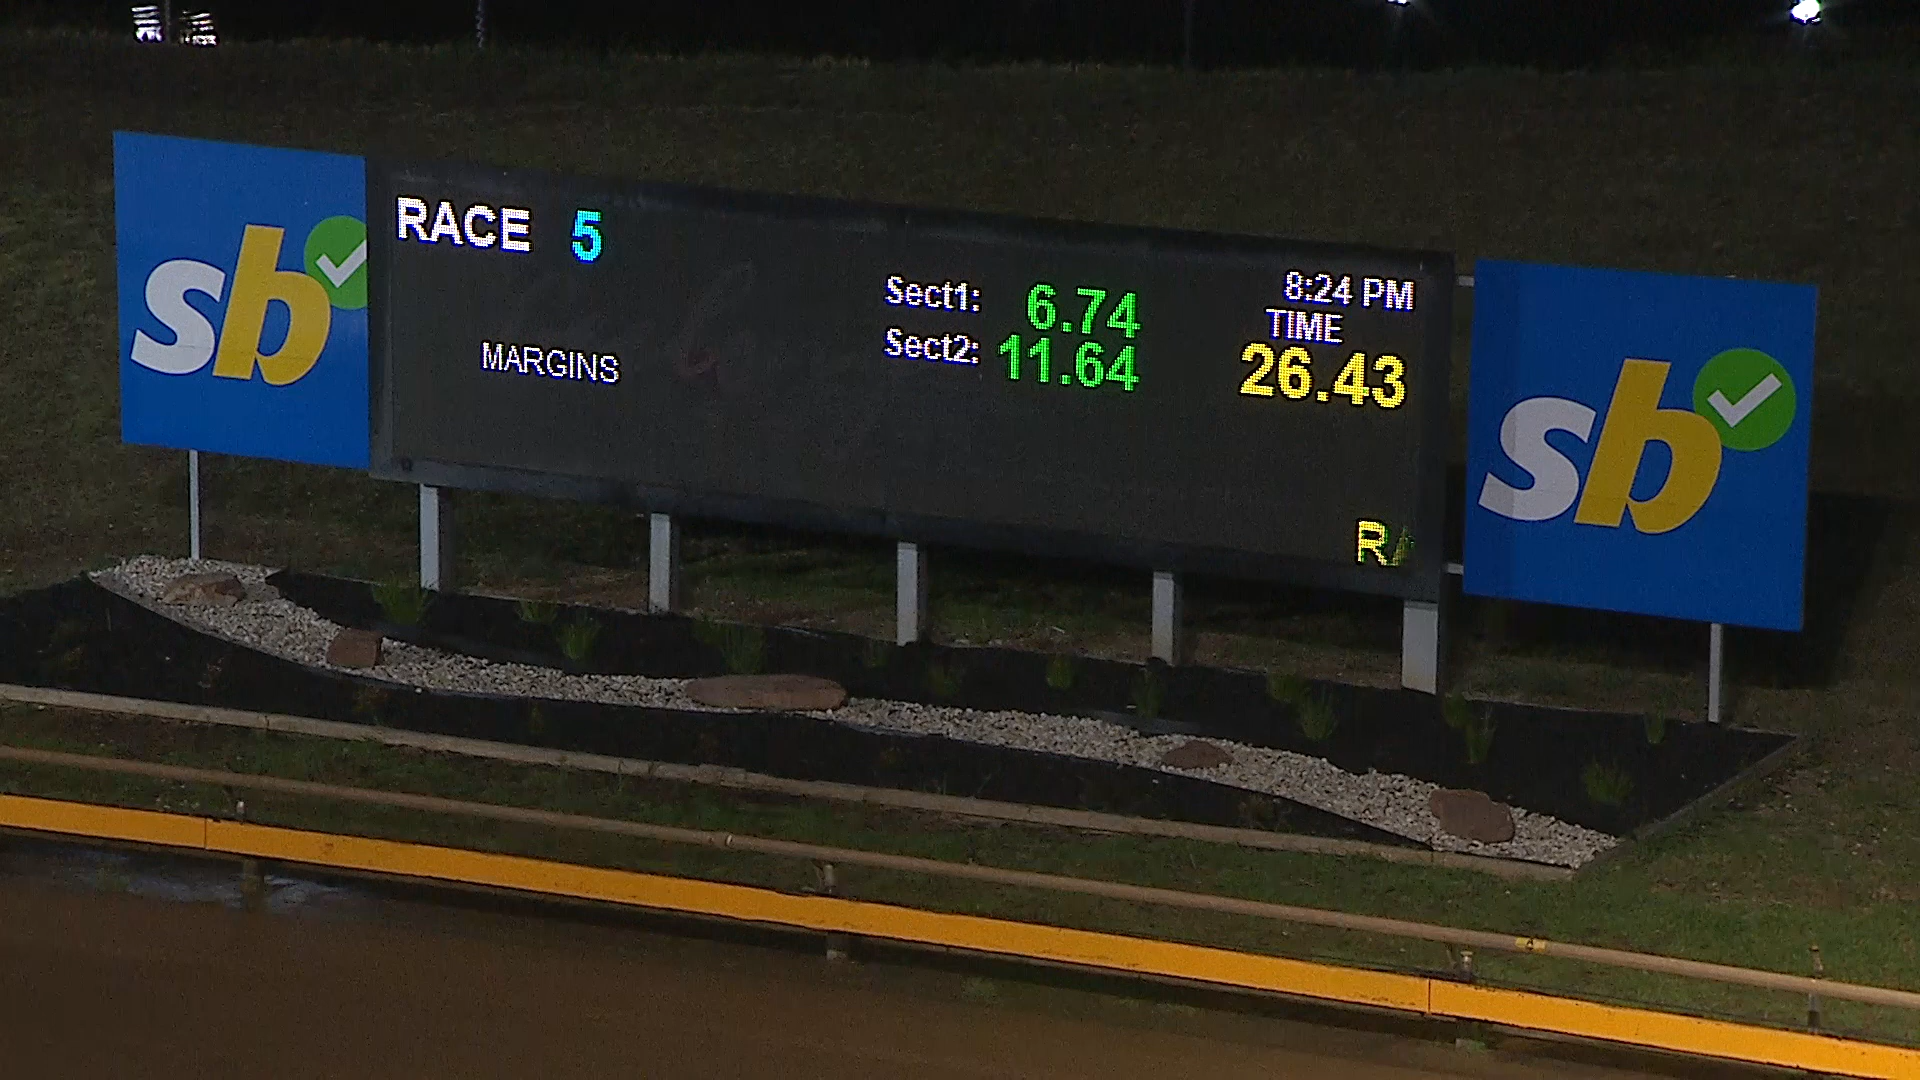 sb
RACE 5
8:24 PM
Sect1: 6.74
TIME
Sect2: 11.64
26.43
MARGINS
sb